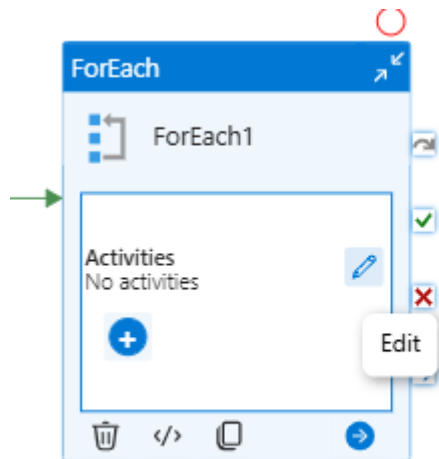 ForEach
ForEach1
Activities
No activities
Edit